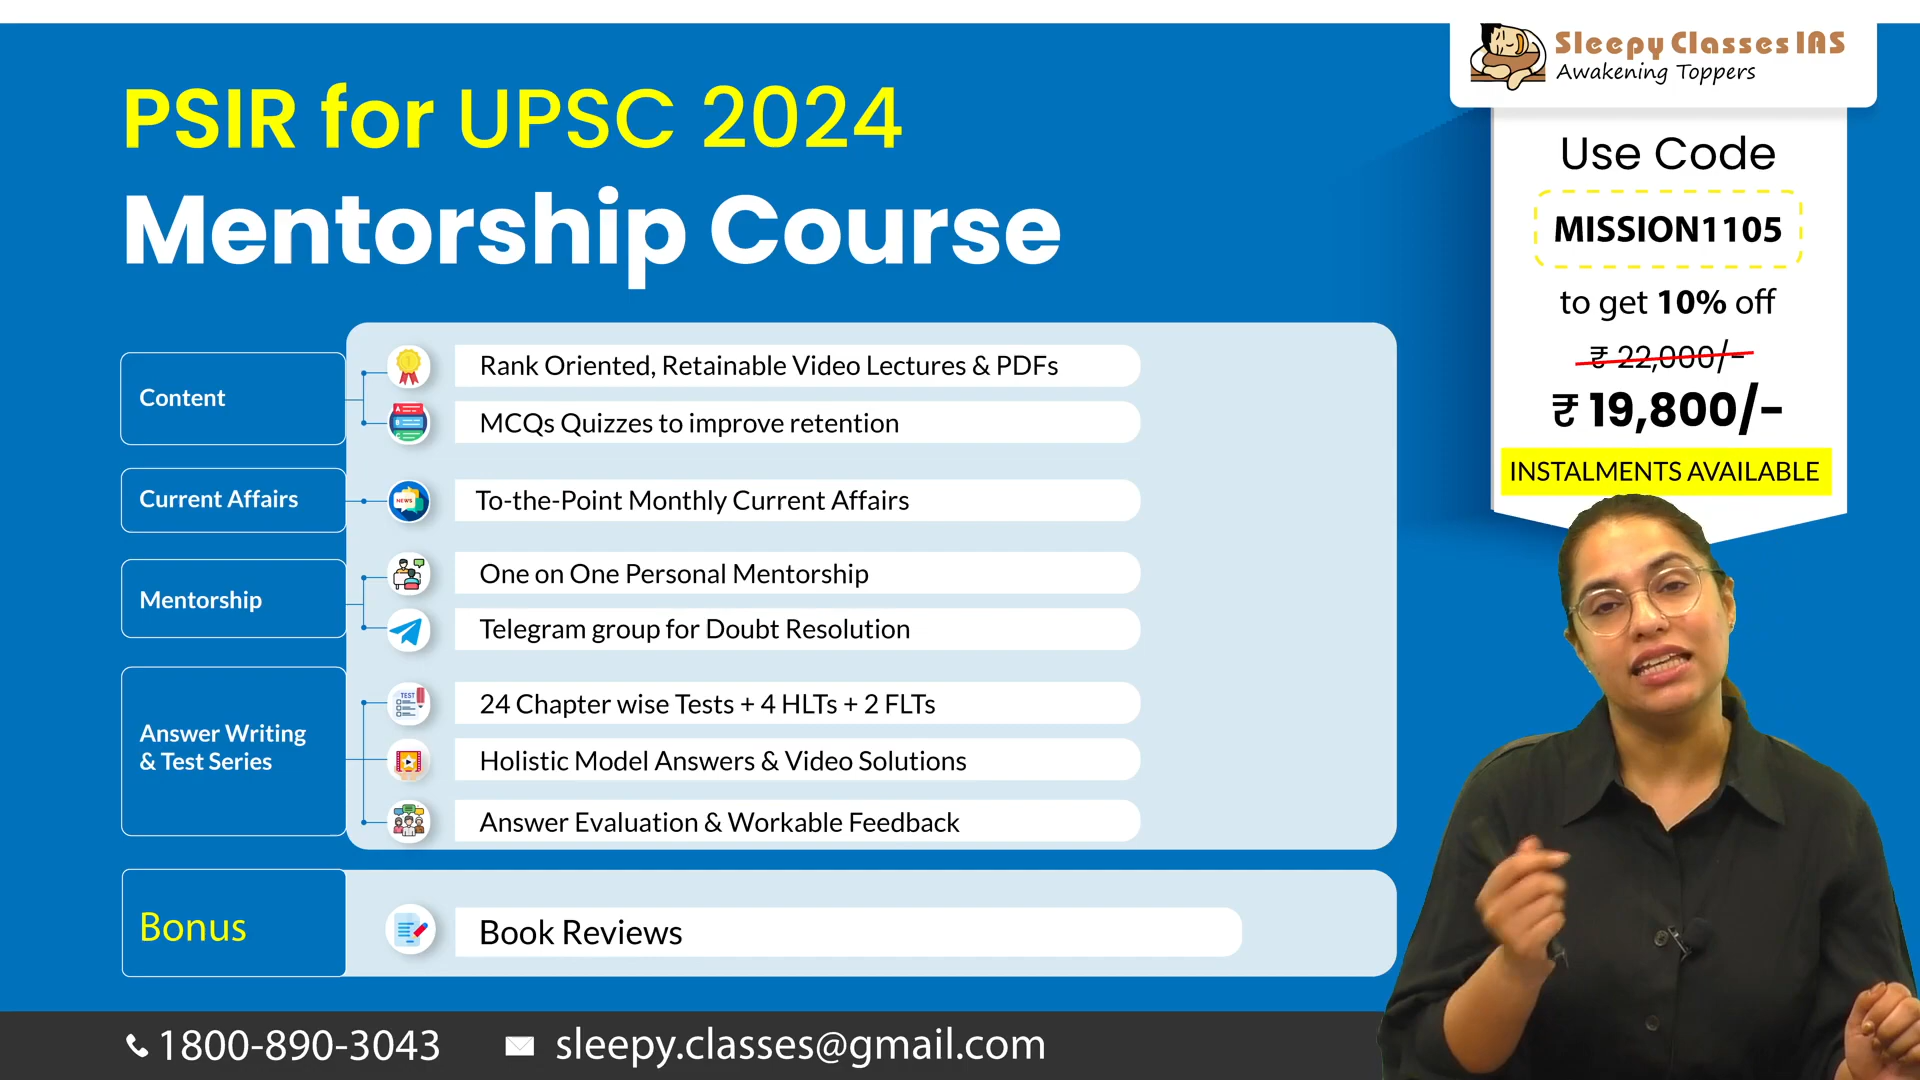 Sleepy Classes IAS
Awakening Toppers
PSIR for UPSC 2024
Mentorship Course
Use Code
MISSION1105
to get 10% off
₹ 22,000/-
₹ 19,800/-
INSTALMENTS AVAILABLE
Content
Rank Oriented, Retainable Video Lectures & PDFs
MCQs Quizzes to improve retention
Current Affairs
NEWS
To-the-Point Monthly Current Affairs
Mentorship
One on One Personal Mentorship
Telegram group for Doubt Resolution
Answer Writing
& Test Series
TEST
24 Chapter wise Tests + 4 HLTs + 2 FLTs
Holistic Model Answers & Video Solutions
Answer Evaluation & Workable Feedback
Bonus
Book Reviews
1800-890-3043
sleepy.classes@gmail.com